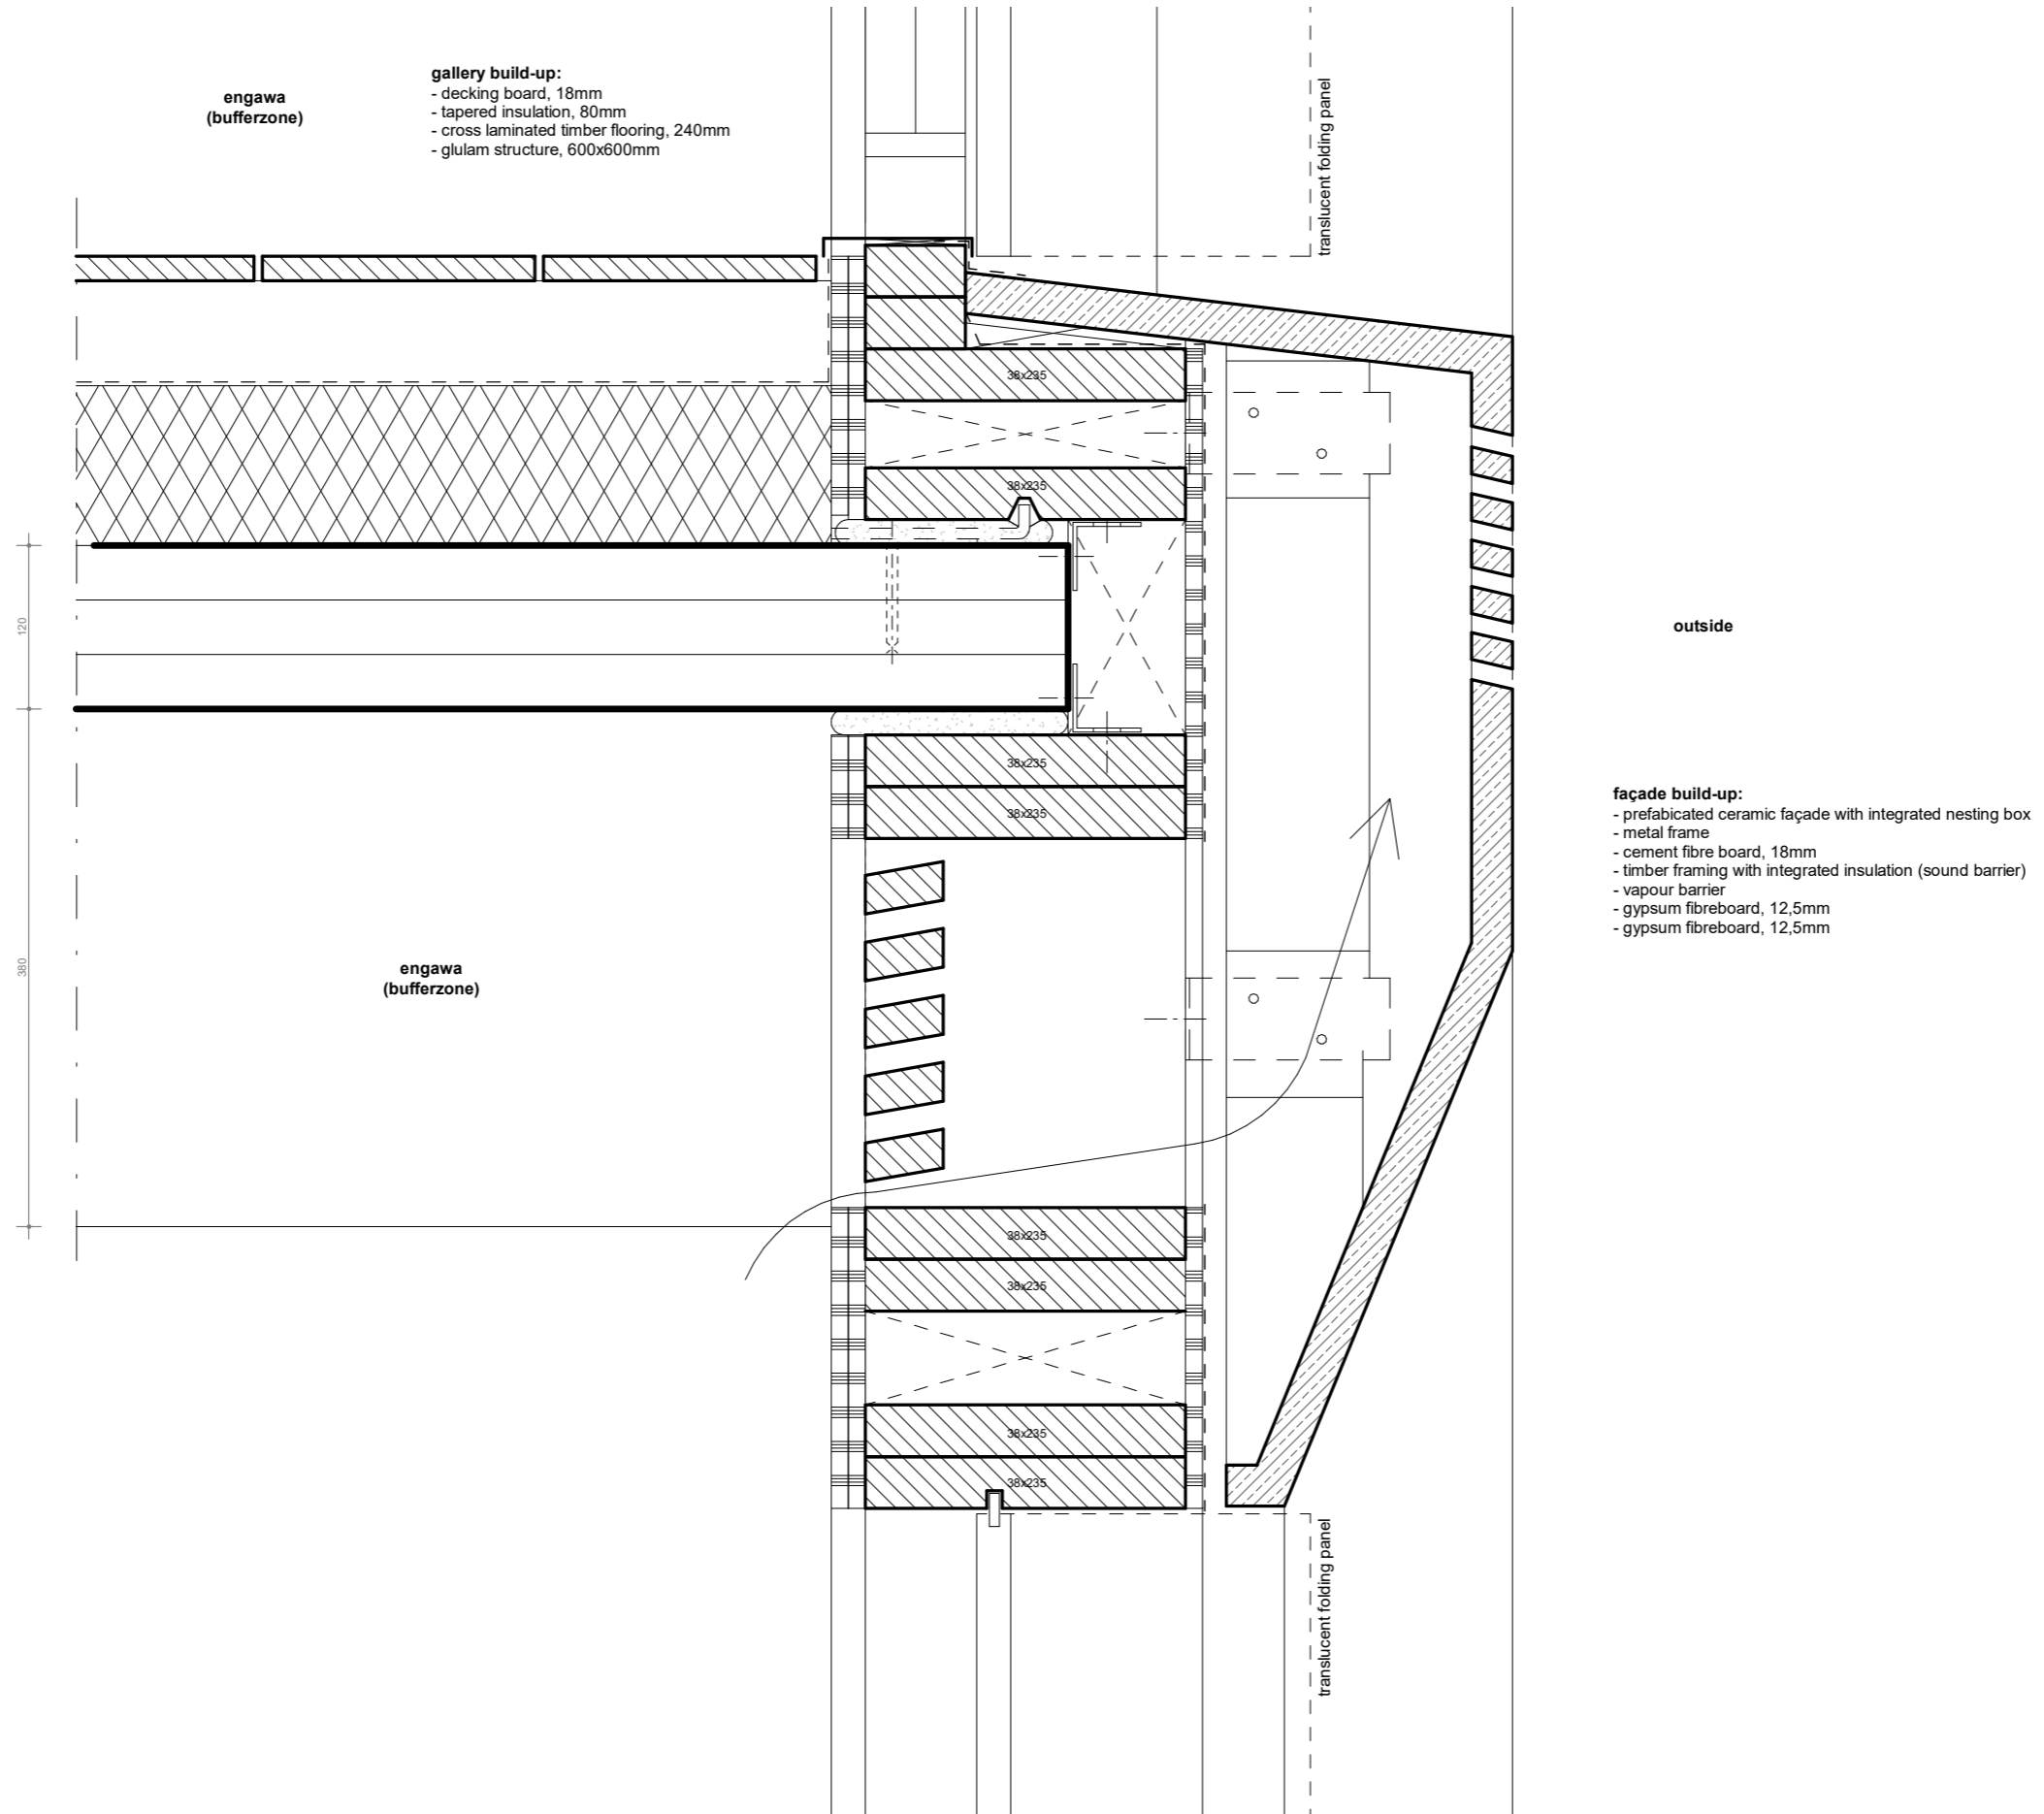 engawa
(bufferzone)
gallery build-up:
- decking board, 18mm
- tapered insulation, 80mm
- cross laminated timber flooring, 240mm
- glulam structure, 600x600mm
translucent folding panel
38x235
38x235
120
outside
38x235
38x235
façade build-up:
- prefabicated ceramic façade with integrated nesting box
- metal frame
- cement fibre board, 18mm
- timber framing with integrated insulation (sound barrier)
- vapour barrier
- gypsum fibreboard, 12,5mm
- gypsum fibreboard, 12,5mm
380
engawa
(bufferzone)
38x235
38x235
38x235
38x235
translucent folding panel